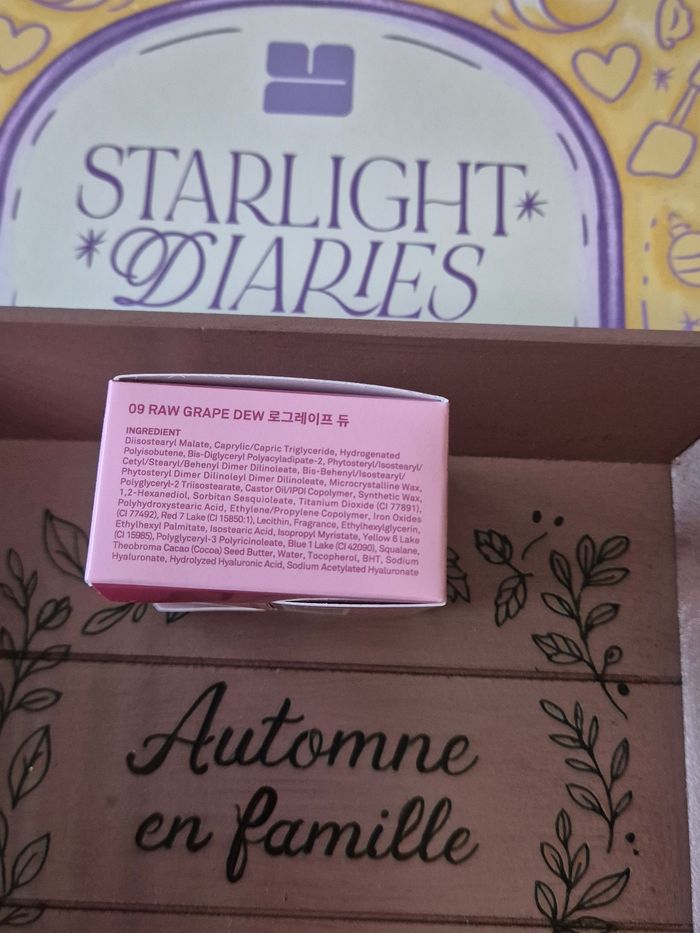 STARLIGHT
DIARIES
09 RAW GRAPE DEW 로그레이프 듀
INGREDIENT
Diisostearyl Malate, Caprylic/Capric Triglyceride, Hydrogenated
Polyisobutene, Bis-Diglyceryl Polyacyladipate-2, Phytosteryl/Isostearyl/
Cetyl/Stearyl/Behenyl Dimer Dilinoleate, Bis-Behenyl/Isostearyl/
Phytosteryl Dimer Dilinoleyl Dimer Dilinoleate, Microcrystalline Wax,
Polyglyceryl-2 Triisostearate, Castor Oil/IPDI Copolymer, Synthetic Wax,
1,2-Hexanediol, Sorbitan Sesquioleate, Titanium Dioxide (CI 77891),
Polyhydroxystearic Acid, Ethylene/Propylene Copolymer, Iron Oxides
(CI 77492), Red 7 Lake (CI 15850:1), Lecithin, Fragrance, Ethylhexylglycerin,
Ethylhexyl Palmitate, Isostearic Acid, Isopropyl Myristate, Yellow 6 Lake
(CI 15985), Polyglyceryl-3 Polyricinoleate, Blue 1 Lake (CI 42090), Squalane,
Theobroma Cacao (Cocoa) Seed Butter, Water, Tocopherol, BHT, Sodium
Hyaluronate, Hydrolyzed Hyaluronic Acid, Sodium Acetylated Hyaluronate
Automne
en famille